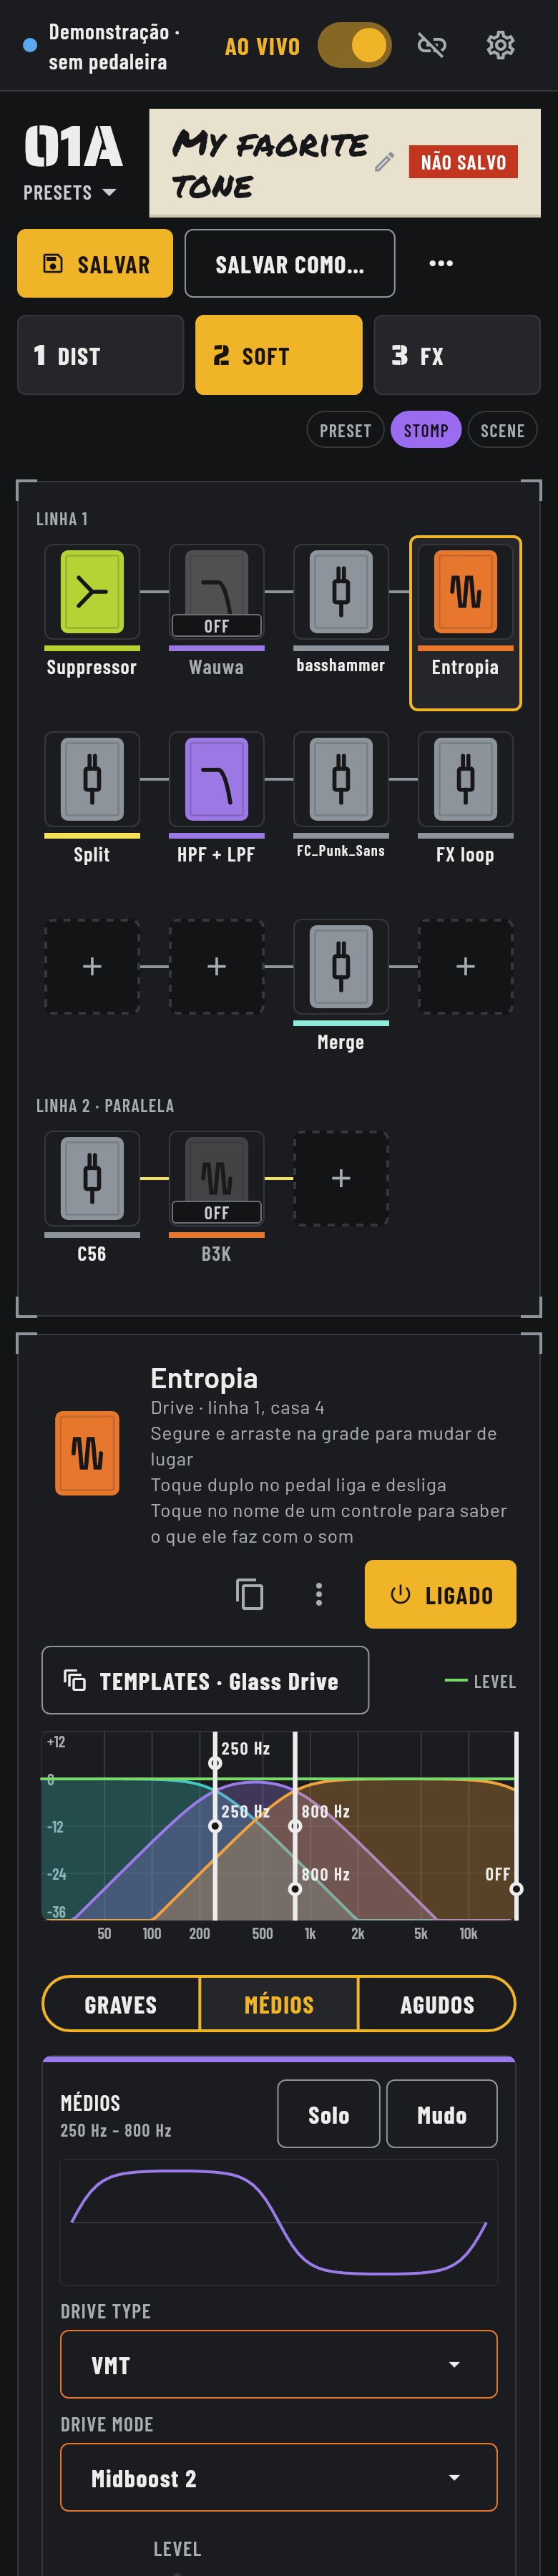 Demonstração ·
sem pedaleira
AO VIVO
01A
PRESETS
My faorite
tone
NÃO SALVO
SALVAR
SALVAR COMO...
1 DIST
2 SOFT
3 FX
PRESET
STOMP
SCENE
LINHA 1
OFF
Suppressor
Wauwa
basshammer
Entropia
Split
HPF + LPF
FC_Punk_Sans
FX loop
Merge
LINHA 2 · PARALELA
OFF
C56
B3K
Entropia
Drive · linha 1, casa 4
Segure e arraste na grade para mudar de
lugar
Toque duplo no pedal liga e desliga
Toque no nome de um controle para saber
o que ele faz com o som
LIGADO
TEMPLATES · Glass Drive
LEVEL
+12
250 Hz
0
-12
250 Hz
800 Hz
-24
800 Hz
OFF
-36
50 100 200 500 1k 2k 5k 10k
GRAVES
MÉDIOS
AGUDOS
MÉDIOS
250 Hz – 800 Hz
Solo
Mudo
DRIVE TYPE
VMT
DRIVE MODE
Midboost 2
LEVEL